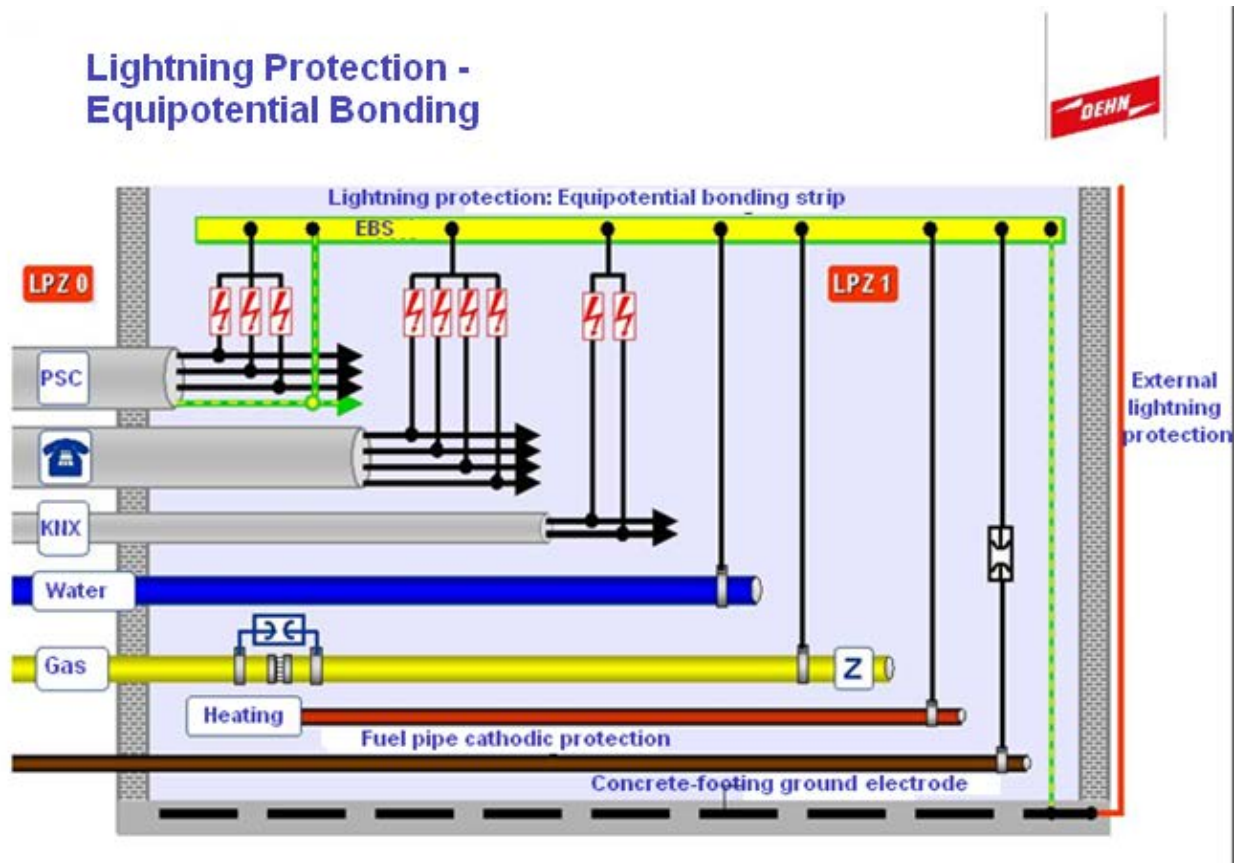 Lightning Protection -
Equipotential Bonding
DEHN
Lightning protection: Equipotential bonding strip
EBS
LPZ 0
LPZ 1
PSC
External
lightning
protection
KNX
Water
Gas
Z
Heating
Fuel pipe cathodic protection
Concrete-footing ground electrode